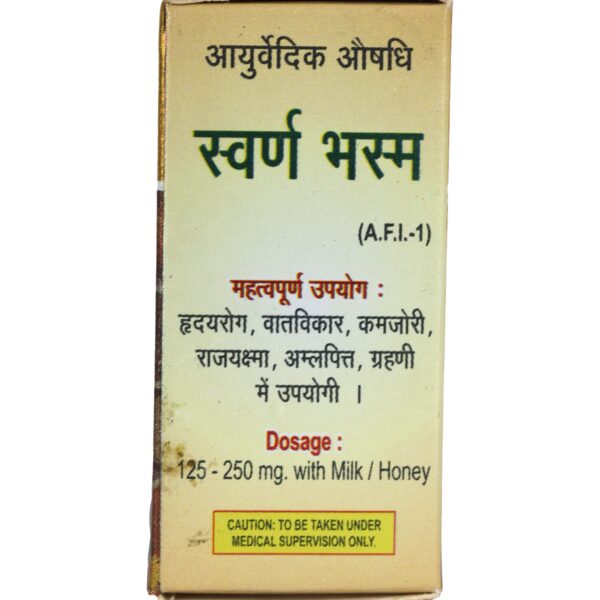 आयुर्वेदिक औषधि
स्वर्ण भस्म
(A.F.I.-1)
महत्वपूर्ण उपयोग :
हृदयरोग, वातविकार, कमजोरी,
राजयक्ष्मा, अम्लपित्त, ग्रहणी
में उपयोगी ।
Dosage :
125 - 250 mg. with Milk / Honey
CAUTION: TO BE TAKEN UNDER
MEDICAL SUPERVISION ONLY.